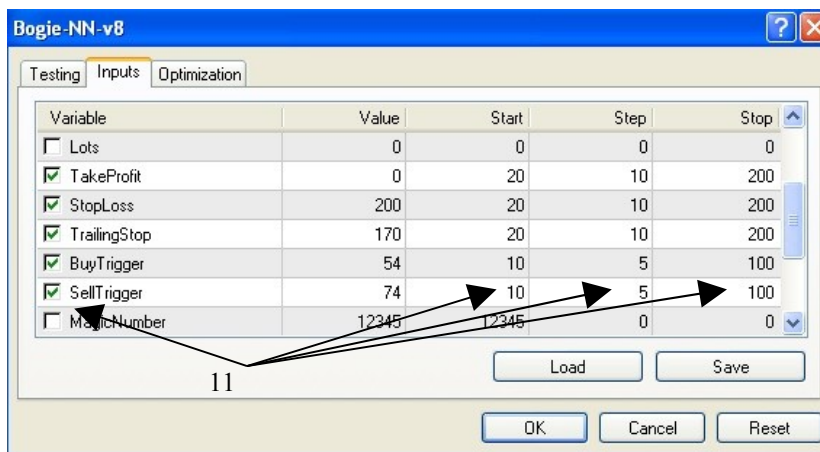 Bogie-NN-v8
Testing Inputs Optimization
Variable Value Start Step Stop
Lots 0 0 0 0
TakeProfit 0 20 10 200
StopLoss 200 20 10 200
TrailingStop 170 20 10 200
BuyTrigger 54 10 5 100
SellTrigger 74 10 5 100
MagicNumber 12345 12345 0 0
Load Save
11
OK Cancel Reset